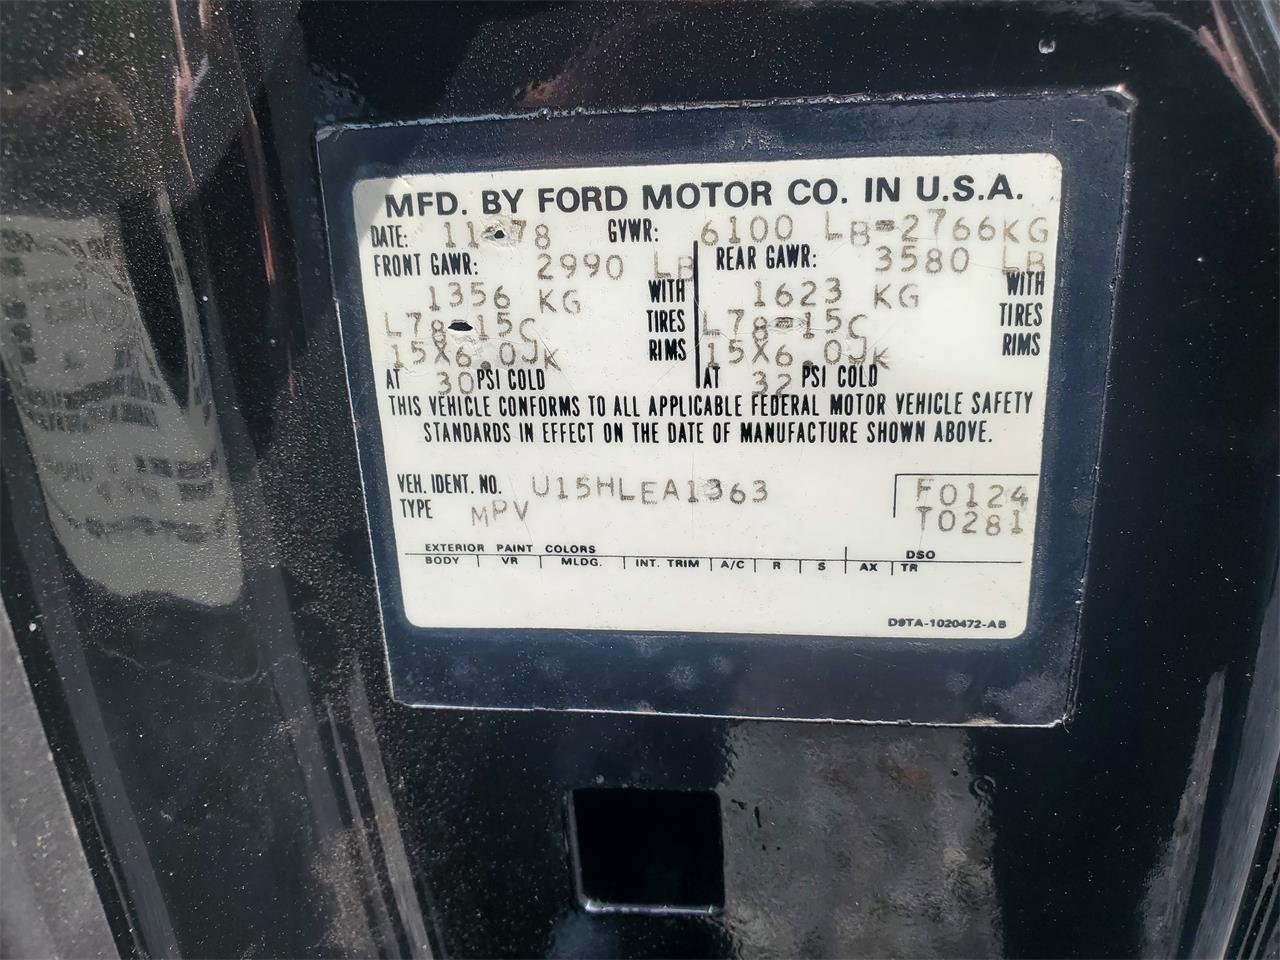 MFD. BY FORD MOTOR CO. IN U.S.A.
DATE: 11-78 GVWR: 6100 LB=2766KG
FRONT GAWR: 2990 LB REAR GAWR: 3580 LB
1356 KG WITH 1623 KG WITH
L78-15C TIRES L78-15C TIRES
15X6.0JK RIMS 15X6.0JK RIMS
AT 30 PSI COLD AT 32 PSI COLD
THIS VEHICLE CONFORMS TO ALL APPLICABLE FEDERAL MOTOR VEHICLE SAFETY
STANDARDS IN EFFECT ON THE DATE OF MANUFACTURE SHOWN ABOVE.
VEH. IDENT. NO. U15HLEA1363 F0124
TYPE MPV T0281
EXTERIOR PAINT COLORS DSO
BODY VR MLDG. INT. TRIM A/C R S AX TR
D9TA-1020472-AB